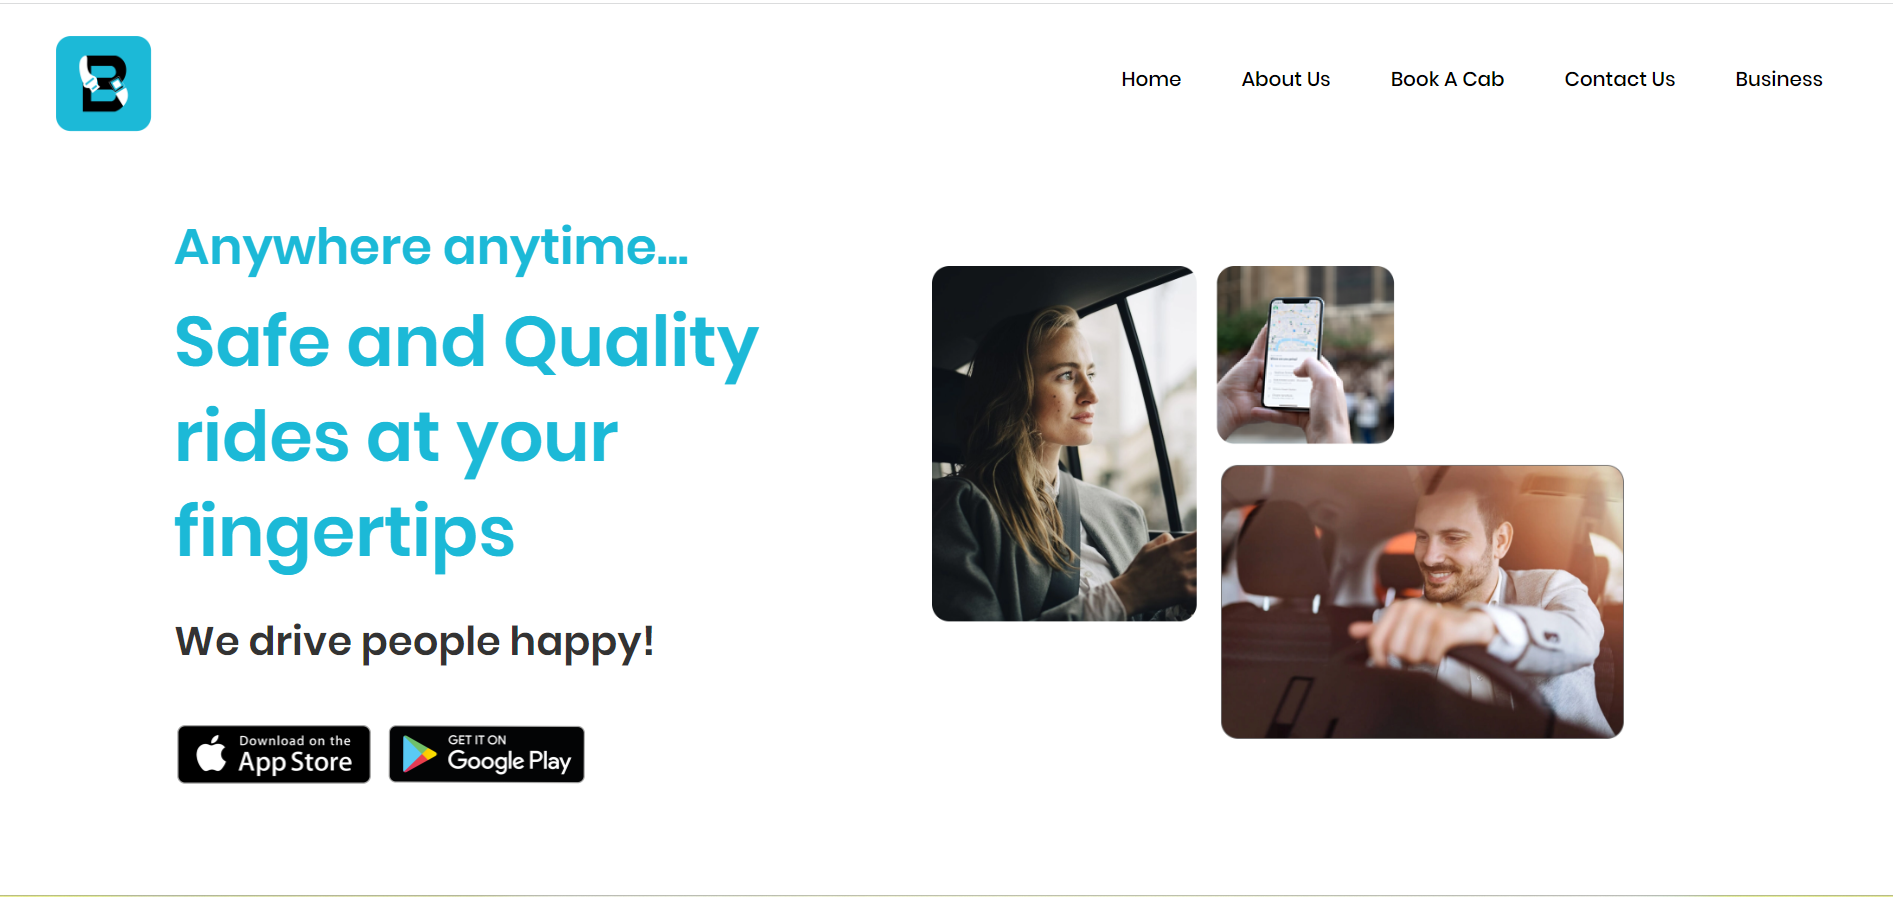 B
Home
About Us
Book A Cab
Contact Us
Business
Anywhere anytime...
Safe and Quality
rides at your
fingertips
We drive people happy!
Download on the
App Store
GET IT ON
Google Play